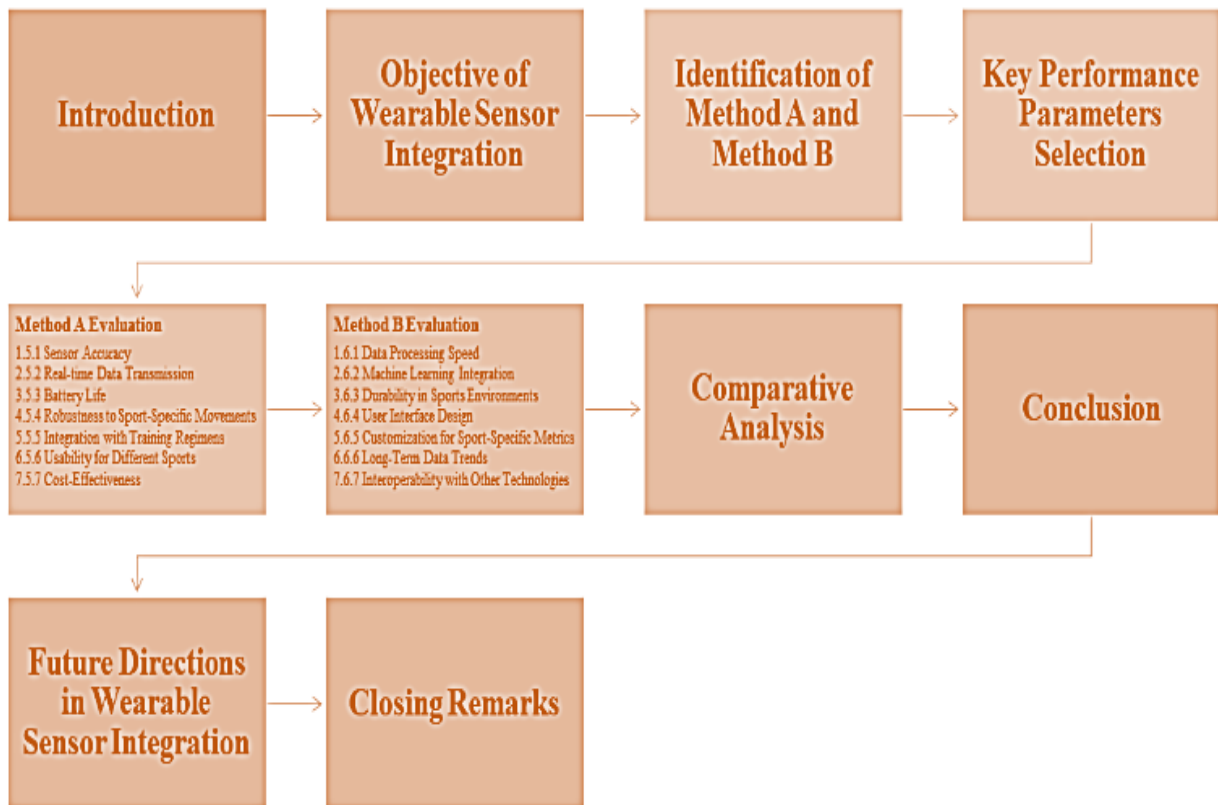 Introduction
Objective of
Wearable Sensor
Integration
Identification of
Method A and
Method B
Key Performance
Parameters
Selection
Method A Evaluation
1.5.1 Sensor Accuracy
2.5.2 Real-time Data Transmission
3.5.3 Battery Life
4.5.4 Robustness to Sport-Specific Movements
5.5.5 Integration with Training Regimens
6.5.6 Usability for Different Sports
7.5.7 Cost-Effectiveness
Method B Evaluation
1.6.1 Data Processing Speed
2.6.2 Machine Learning Integration
3.6.3 Durability in Sports Environments
4.6.4 User Interface Design
5.6.5 Customization for Sport-Specific Metrics
6.6.6 Long-Term Data Trends
7.6.7 Interoperability with Other Technologies
Comparative
Analysis
Conclusion
Future Directions
in Wearable
Sensor Integration
Closing Remarks